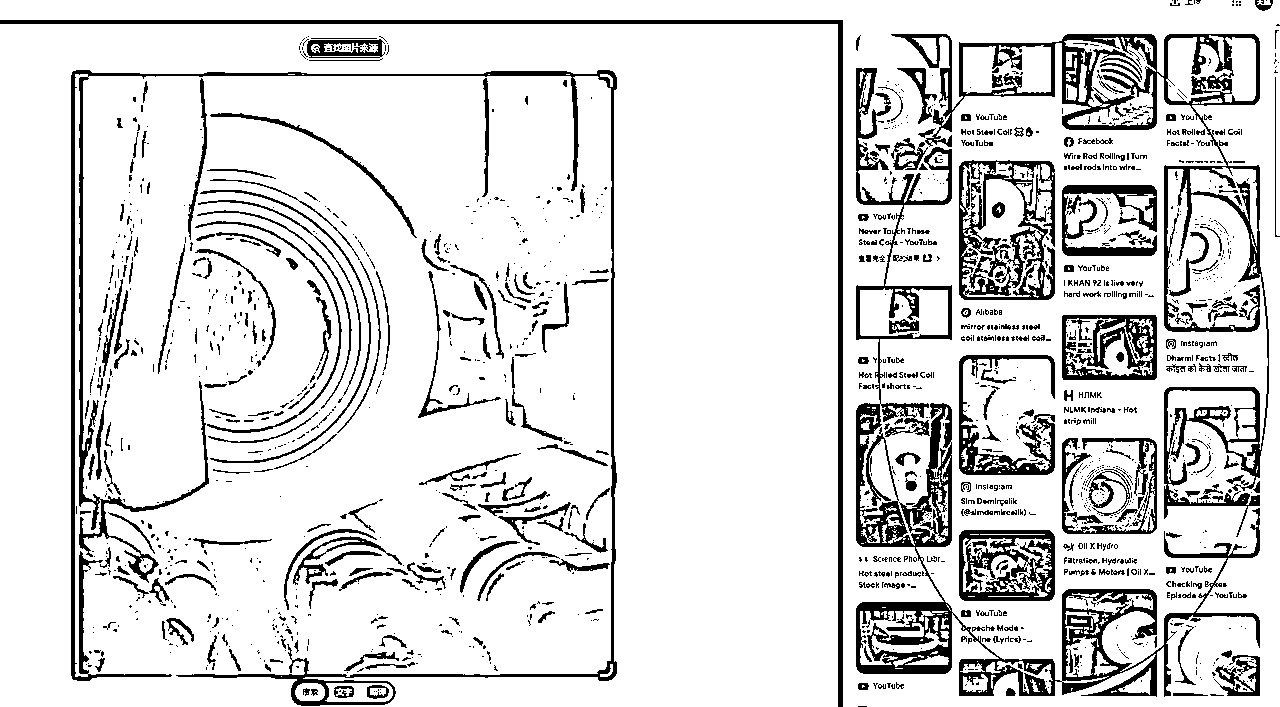 上传
查找图片来源
搜索 文字 翻译
YouTube
Never Touch These
Steel Coils - YouTube
YouTube
Hot Rolled Steel Coil
Facts #shorts -...
Science Photo Libr...
Hot steel products -
Stock Image -...
YouTube
YouTube
Hot Steel Coil
YouTube
Alibaba
mirror stainless steel
coil stainless steel coil...
Instagram
Sim Demirçelik
(@simdemircelik) ...
YouTube
Depeche Mode -
Pipeline (Lyrics) -...
Facebook
Wire Rod Rolling | Turn
steel rods into wire...
YouTube
I KHAN 92 is live very
hard work rolling mill -...
НЛМК
NLMK Indiana - Hot
strip mill
Oil X Hydro
Filtration, Hydraulic
Pumps & Motors | Oil X...
YouTube
Hot Rolled Steel Coil
Facts! - YouTube
Instagram
Dharmi Facts |
YouTube
Checking Boxes
Episode 64 - YouTube